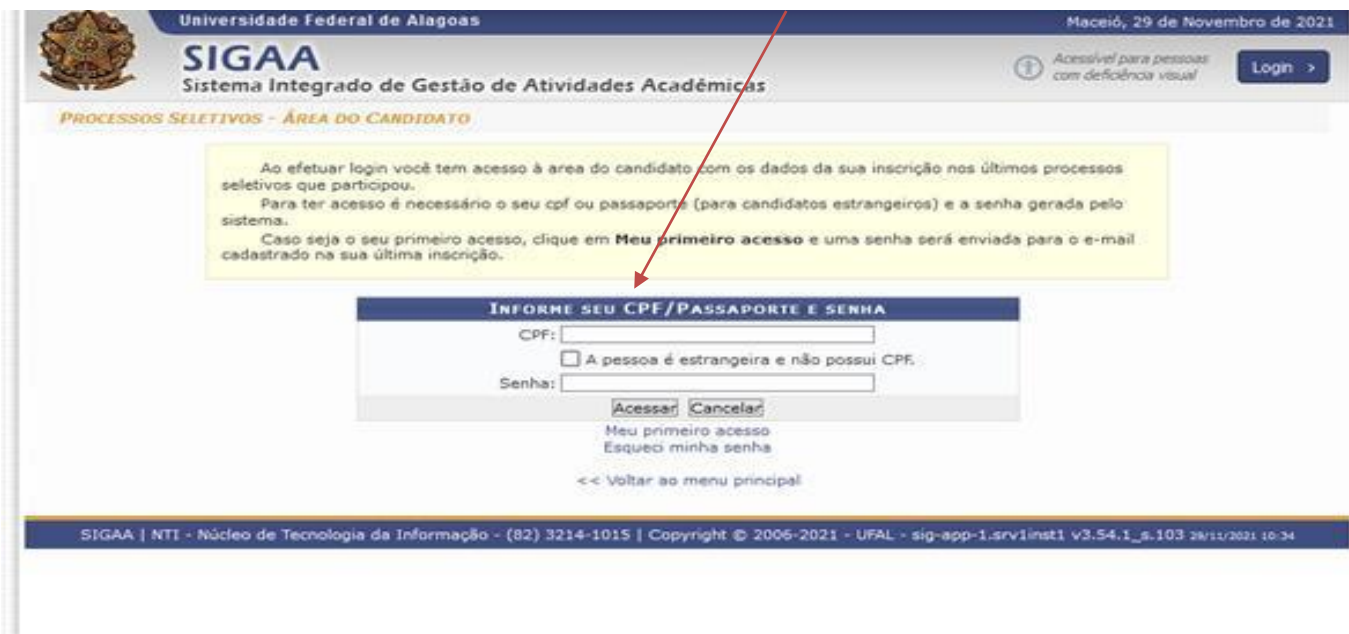 Universidade Federal de Alagoas
Maceió, 29 de Novembro de 2021
SIGAA
Sistema Integrado de Gestão de Atividades Acadêmicas
Acessível para pessoas
com deficência visual
Login >
PROCESSOS SELETIVOS - ÁREA DO CANDIDATO
Ao efetuar login você tem acesso à area do candidato com os dados da sua inscrição nos últimos processos
seletivos que participou.
Para ter acesso é necessário o seu cpf ou passaporte (para candidatos estrangeiros) e a senha gerada pelo
sistema.
Caso seja o seu primeiro acesso, clique em Meu primeiro acesso e uma senha será enviada para o e-mail
cadastrado na sua última inscrição.
INFORME SEU CPF/PASSAPORTE E SENHA
CPF:
A pessoa é estrangeira e não possui CPF.
Senha:
Acessar Cancelar
Meu primeiro acesso
Esqueci minha senha
<< Voltar ao menu principal
SIGAA | NTI - Núcleo de Tecnologia da Informação - (82) 3214-1015 | Copyright © 2006-2021 - UFAL - sig-app-1.srv1inst1 v3.54.1_s.103 29/11/2021 10:34